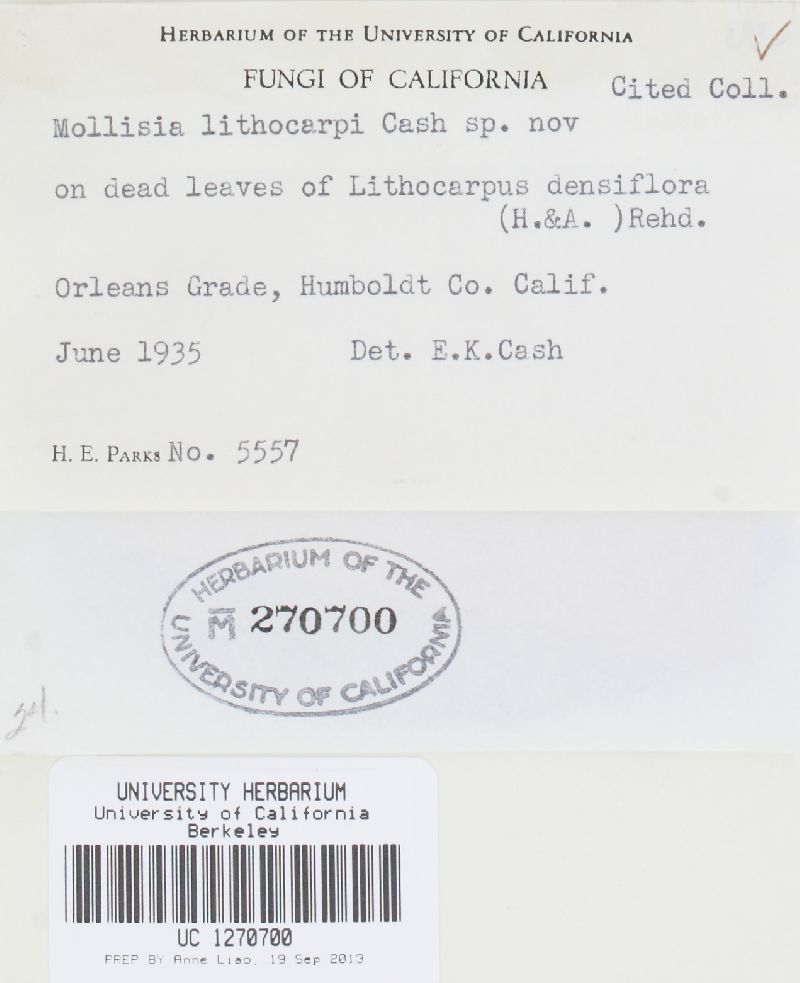 HERBARIUM OF THE UNIVERSITY OF CALIFORNIA
FUNGI OF CALIFORNIA
Cited Coll.
Mollisia lithocarpi Cash sp. nov
on dead leaves of Lithocarpus densiflora
(H.&A. )Rehd.
Orleans Grade, Humboldt Co. Calif.
June 1935 Det. E.K.Cash
H. E. PARKS No. 5557
HERBARIUM OF THE
M 270700
UNIVERSITY OF CALIFORNIA
UNIVERSITY HERBARIUM
University of California
Berkeley
UC 1270700
PREP BY Anne Liao, 19 Sep 2013